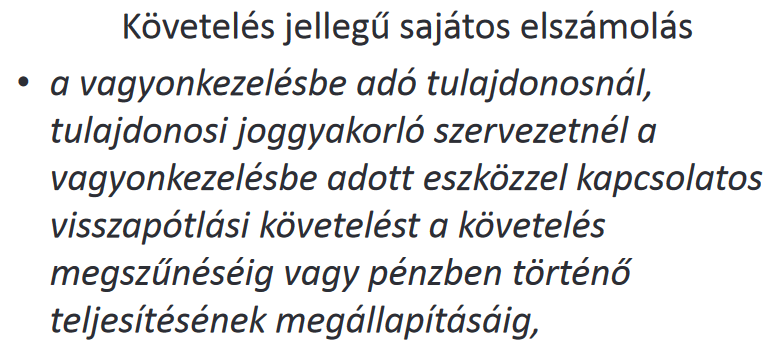 Követelés jellegű sajátos elszámolás
• a vagyonkezelésbe adó tulajdonosnál,
tulajdonosi joggyakorló szervezetnél a
vagyonkezelésbe adott eszközzel kapcsolatos
visszapótlási követelést a követelés
megszűnéséig vagy pénzben történő
teljesítésének megállapításáig,